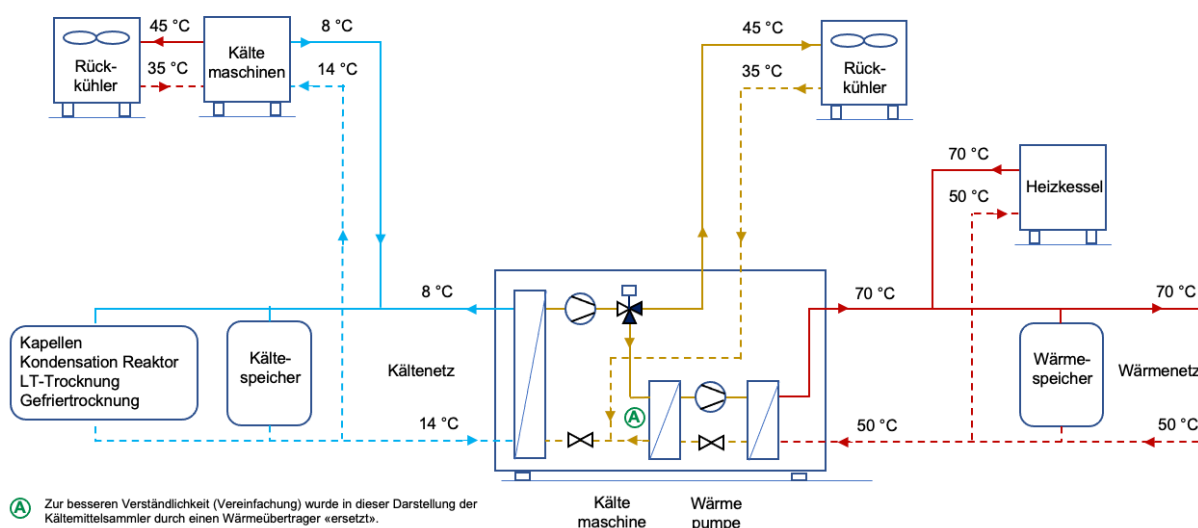 45 °C
8 °C
45 °C
Rück-
kühler
Kälte
maschinen
Rück-
kühler
35 °C
14 °C
35 °C
70 °C
50 °C
Heizkessel
8 °C
70 °C
70 °C
Kapellen
Kondensation Reaktor
LT-Trocknung
Gefriertrocknung
Kälte-
speicher
Kältenetz
Wärme-
speicher
Wärmenetz
A
14 °C
50 °C
50 °C
A Zur besseren Verständlichkeit (Vereinfachung) wurde in dieser Darstellung der
Kältemittelsammler durch einen Wärmeübertrager «ersetzt».
Kälte
maschine
Wärme
pumpe